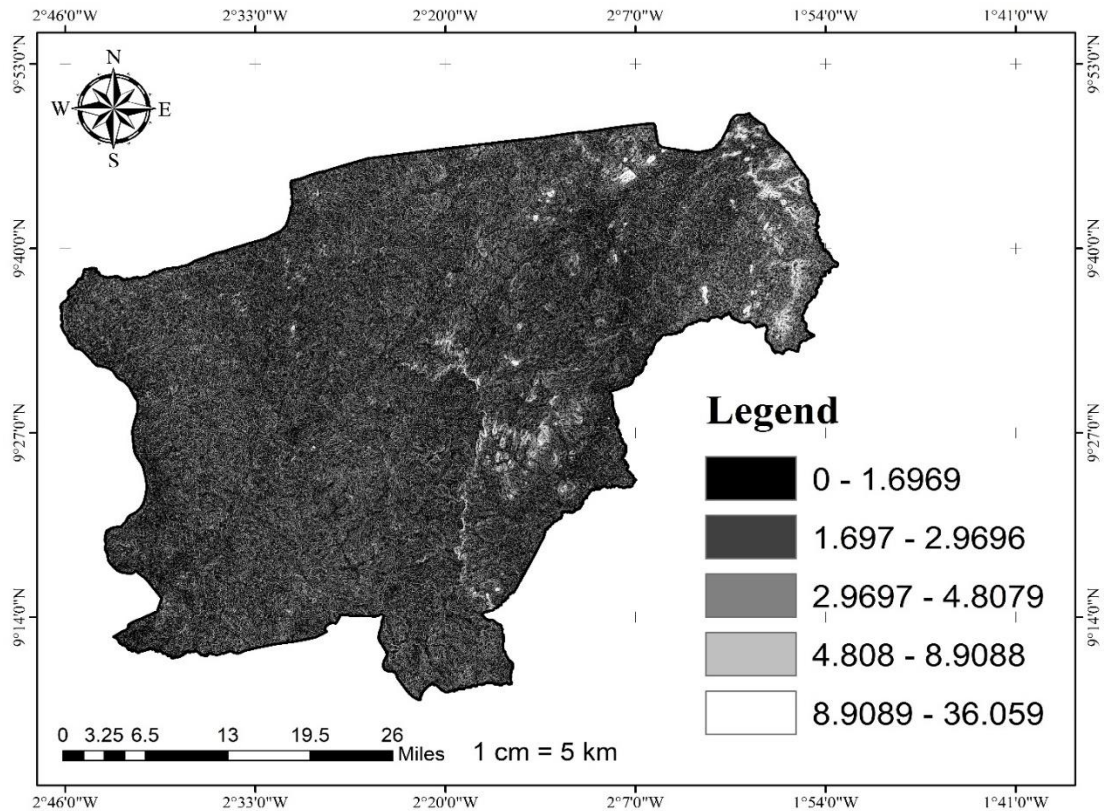 2°46'0"W 2°33'0"W 2°20'0"W 2°7'0"W 1°54'0"W 1°41'0"W
9°53'0"N 9°53'0"N
N
W E
S
9°40'0"N 9°40'0"N
9°27'0"N 9°27'0"N
9°14'0"N 9°14'0"N
Legend
0 - 1.6969
1.697 - 2.9696
2.9697 - 4.8079
4.808 - 8.9088
8.9089 - 36.059
0 3.25 6.5 13 19.5 26
Miles
1 cm = 5 km
2°46'0"W 2°33'0"W 2°20'0"W 2°7'0"W 1°54'0"W 1°41'0"W